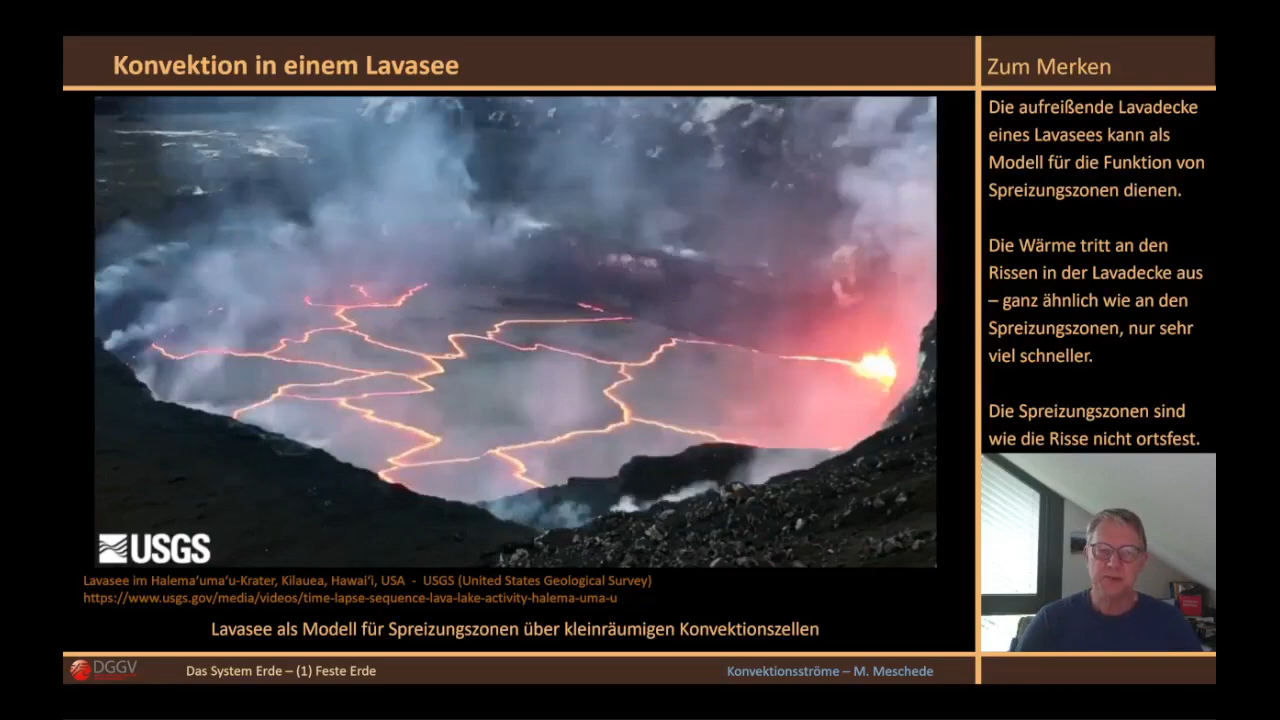 Konvektion in einem Lavasee
Zum Merken
Die aufreißende Lavadecke
eines Lavasees kann als
Modell für die Funktion von
Spreizungszonen dienen.
Die Wärme tritt an den
Rissen in der Lavadecke aus
– ganz ähnlich wie an den
Spreizungszonen, nur sehr
viel schneller.
Die Spreizungszonen sind
wie die Risse nicht ortsfest.
USGS
Lavasee im Halemaʻumaʻu-Krater, Kilauea, Hawaiʻi, USA - USGS (United States Geological Survey)
https://www.usgs.gov/media/videos/time-lapse-sequence-lava-lake-activity-halema-uma-u
Lavasee als Modell für Spreizungszonen über kleinräumigen Konvektionszellen
DGGV
Das System Erde – (1) Feste Erde
Konvektionsströme – M. Meschede